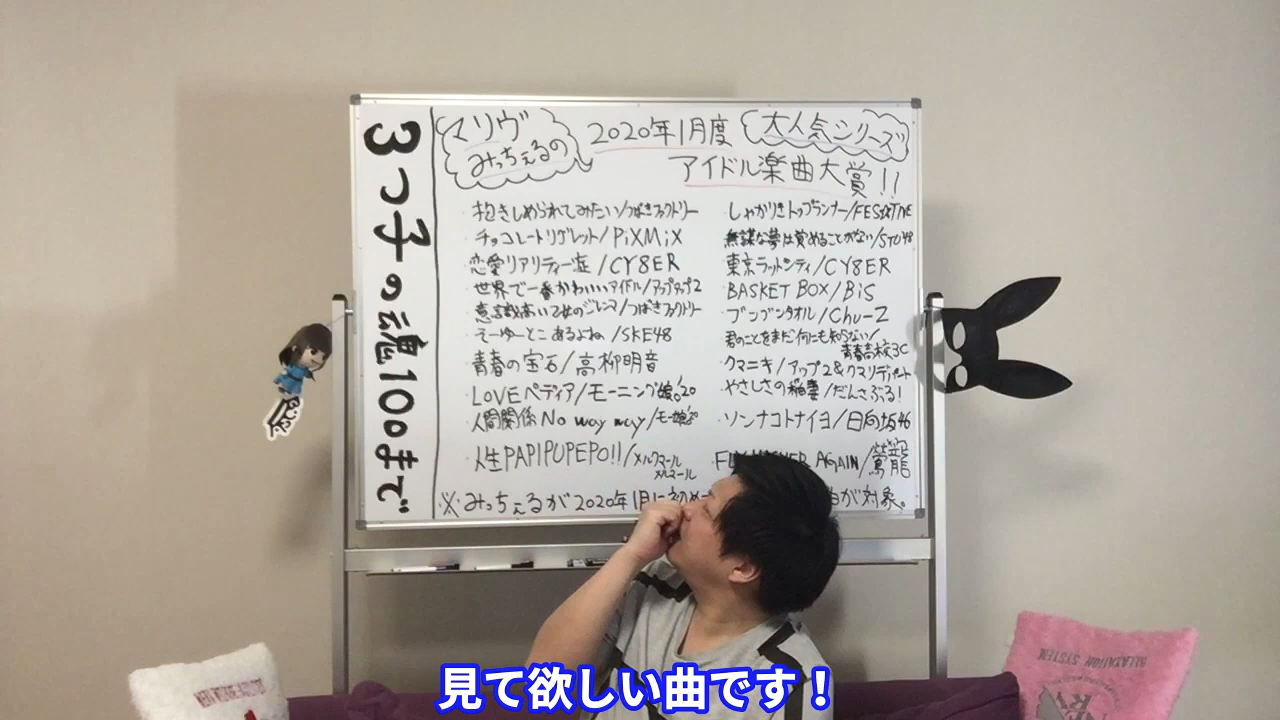 3つ子の魂100まで
マリヴ
みっちぇるの
2020年1月度
大人気シリーズ
アイドル楽曲大賞!!
・抱きしめられてみたい/つばきファクトリー
・チョコレートリグレット/PiXMiX
・恋愛リアリティー症/CY8ER
・世界で一番かわいいアイドル/アップアップ2
・意識高い乙女のジレンマ/つばきファクトリー
・そーゆーとこあるよね/SKE48
・青春の宝石/高柳明音
・LOVEペディア/モーニング娘。'20
・人間関係No way way/モー娘'20
・人生PAPIPUPEPO!!/メルクマール
メルマール
・しゃかりきトップランナー/FES☆TIVE
・無謀な夢は覚めることがない/STU48
・東京ラットシティ/CY8ER
・BASKET BOX/BiS
・ブンブンタオル/Chu-Z
・君のことをまだ何にも知らない/
青春高校3C
・クマニキ/アップ2&クマリデパート
・やさしさの稲妻/だんさぶる!
・ソンナコトナイヨ/日向坂46
AGAIN/鶯籠
※みっちぇるが2020年1月に初め
が対象。
見て欲しい曲です!
RELAXATION SYSTEM